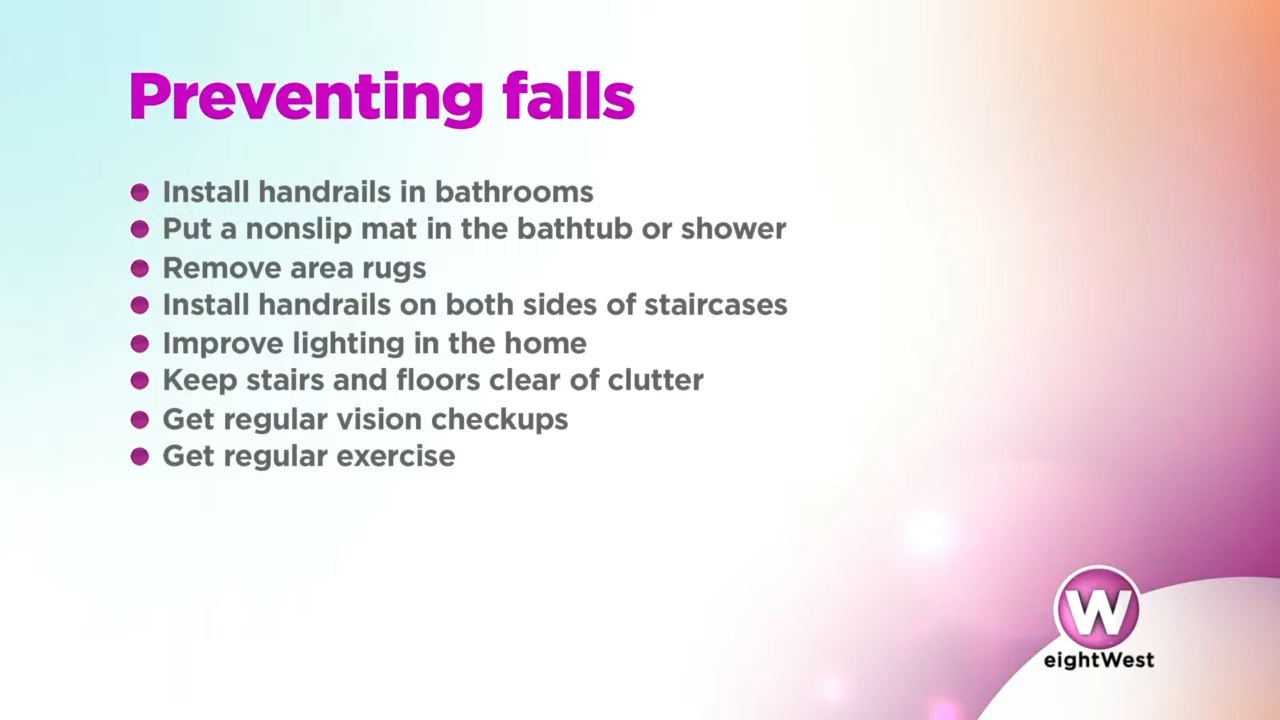 Preventing falls
Install handrails in bathrooms
Put a nonslip mat in the bathtub or shower
Remove area rugs
Install handrails on both sides of staircases
Improve lighting in the home
Keep stairs and floors clear of clutter
Get regular vision checkups
Get regular exercise
W
eightWest